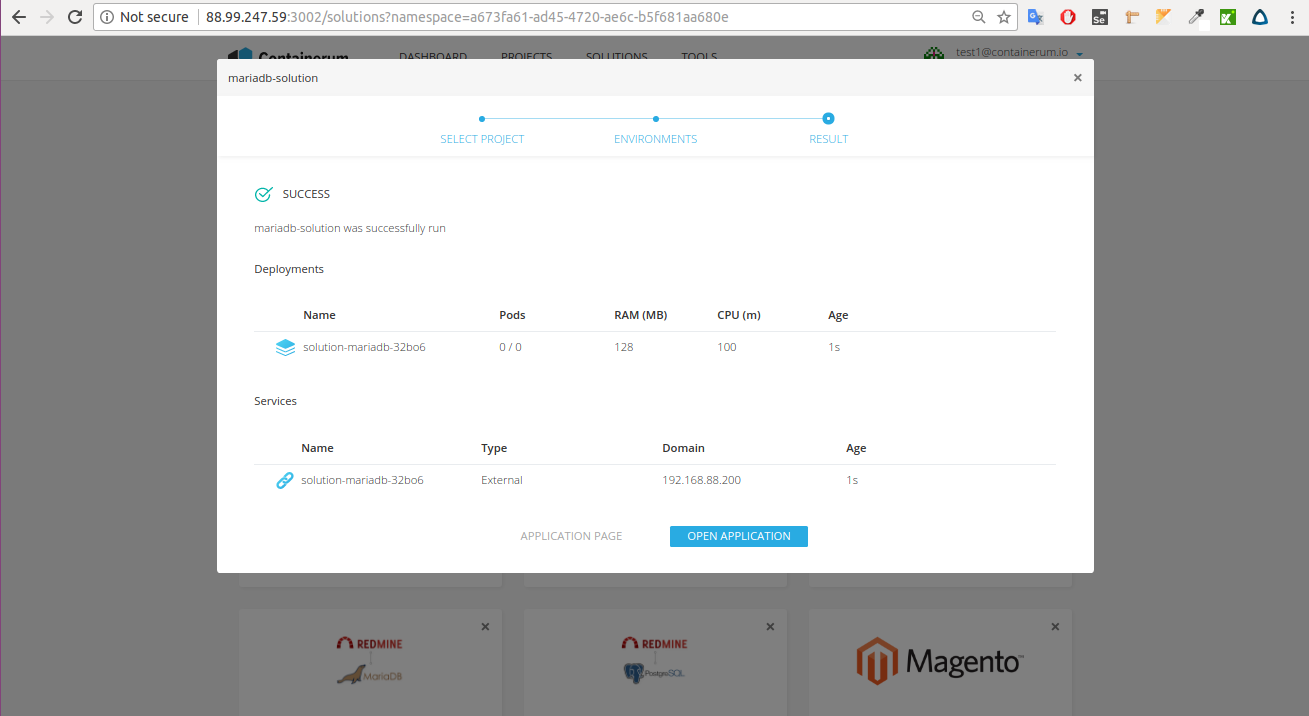 Not secure 88.99.247.59:3002/solutions?namespace=a673fa61-ad45-4720-ae6c-b5f681aa680e
Containerum DASHBOARD PROJECTS SOLUTIONS TOOLS test1@containerum.io
mariadb-solution ×
SELECT PROJECT ENVIRONMENTS RESULT
SUCCESS
mariadb-solution was successfully run
Deployments
Name Pods RAM (MB) CPU (m) Age
solution-mariadb-32bo6 0 / 0 128 100 1s
Services
Name Type Domain Age
solution-mariadb-32bo6 External 192.168.88.200 1s
APPLICATION PAGE OPEN APPLICATION
REDMINE REDMINE Magento™
MariaDB PostgreSQL